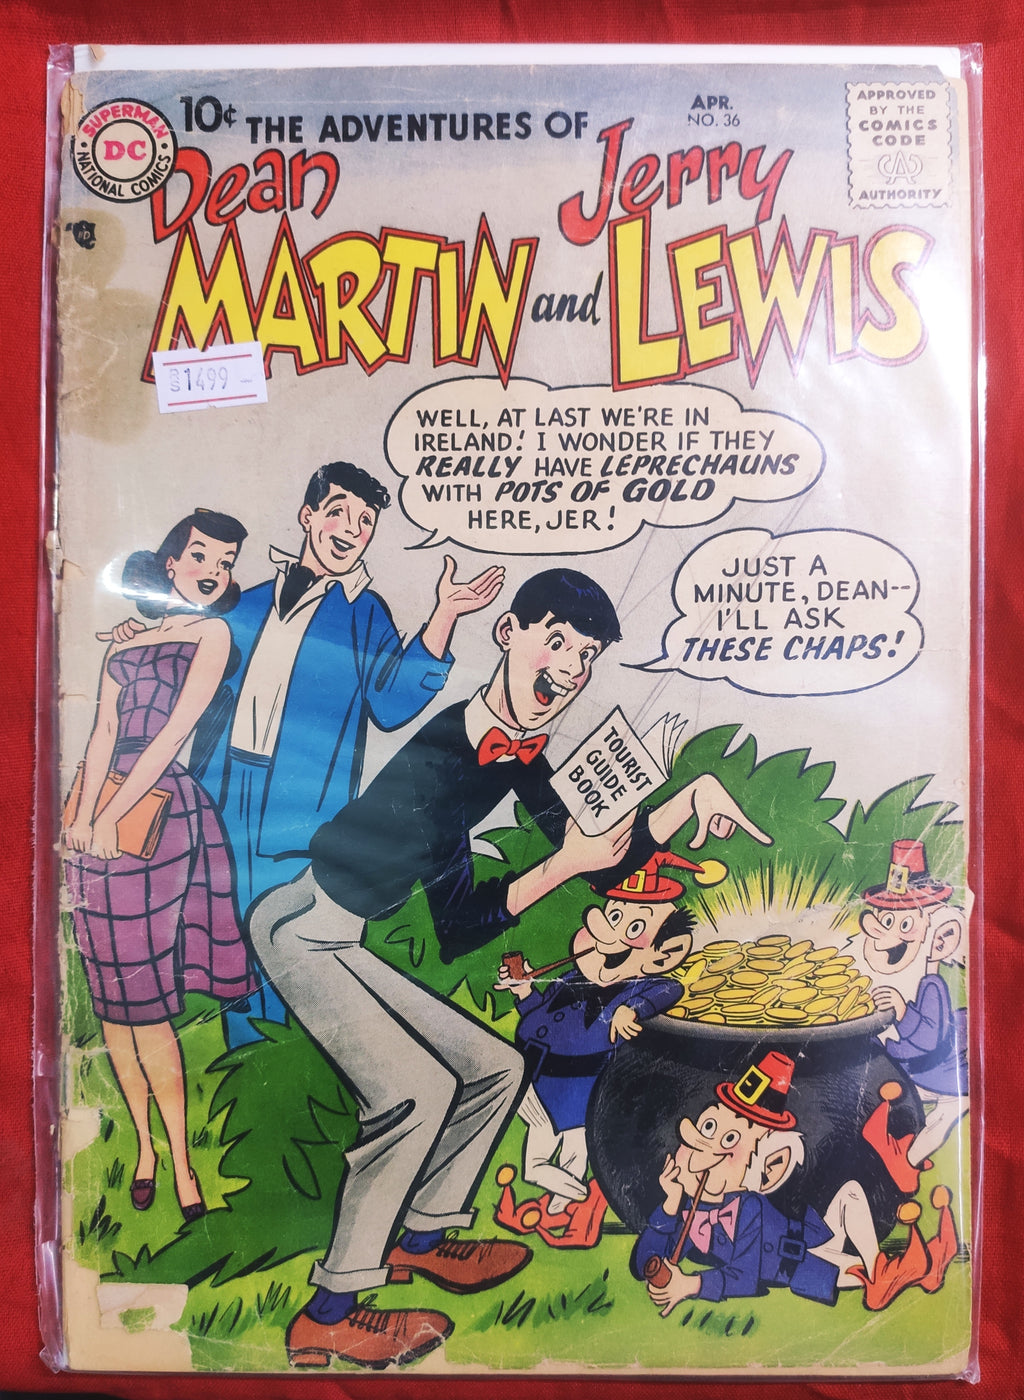 SUPERMAN
DC
NATIONAL COMICS
10¢ THE ADVENTURES OF
APR.
NO. 36
APPROVED
BY THE
COMICS
CODE
CA
AUTHORITY
Dean Jerry
MARTIN and LEWIS
RS 1499 —
WELL, AT LAST WE'RE IN
IRELAND! I WONDER IF THEY
REALLY HAVE LEPRECHAUNS
WITH POTS OF GOLD
HERE, JER!
JUST A
MINUTE, DEAN--
I'LL ASK
THESE CHAPS!
TOURIST
GUIDE
BOOK